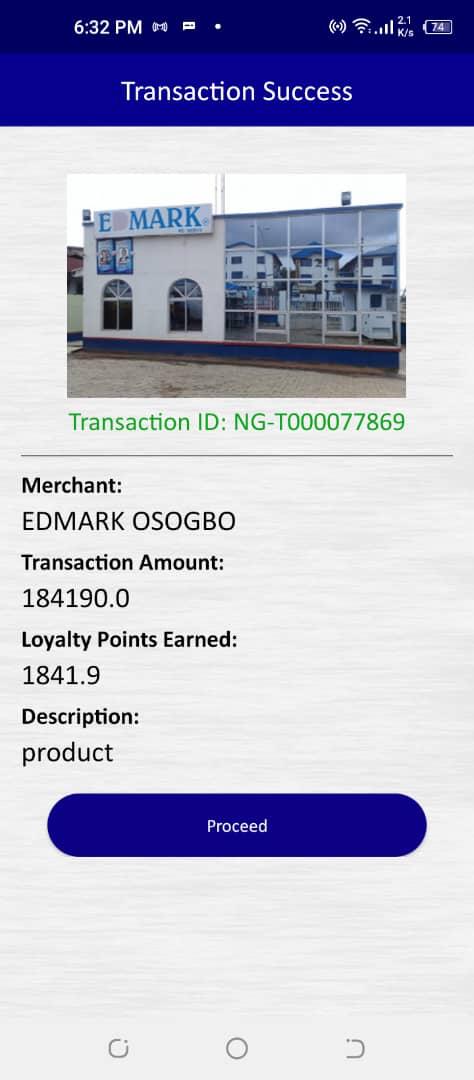 6:32 PM
2.1
K/s
74
Transaction Success
EDMARK
Transaction ID: NG-T000077869
Merchant:
EDMARK OSOGBO
Transaction Amount:
184190.0
Loyalty Points Earned:
1841.9
Description:
product
Proceed